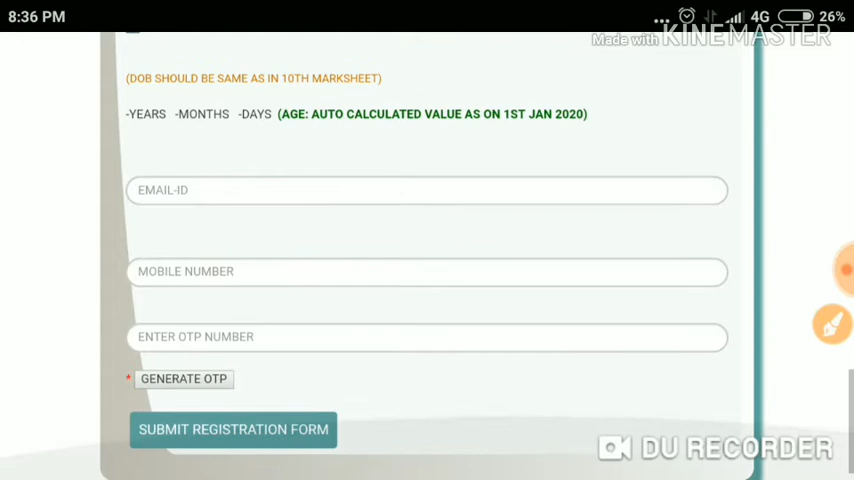 8:36 PM ... 4G 26%
Made with KINEMASTER
(DOB SHOULD BE SAME AS IN 10TH MARKSHEET)
-YEARS -MONTHS -DAYS (AGE: AUTO CALCULATED VALUE AS ON 1ST JAN 2020)
EMAIL-ID
MOBILE NUMBER
ENTER OTP NUMBER
* GENERATE OTP
SUBMIT REGISTRATION FORM
DU RECORDER